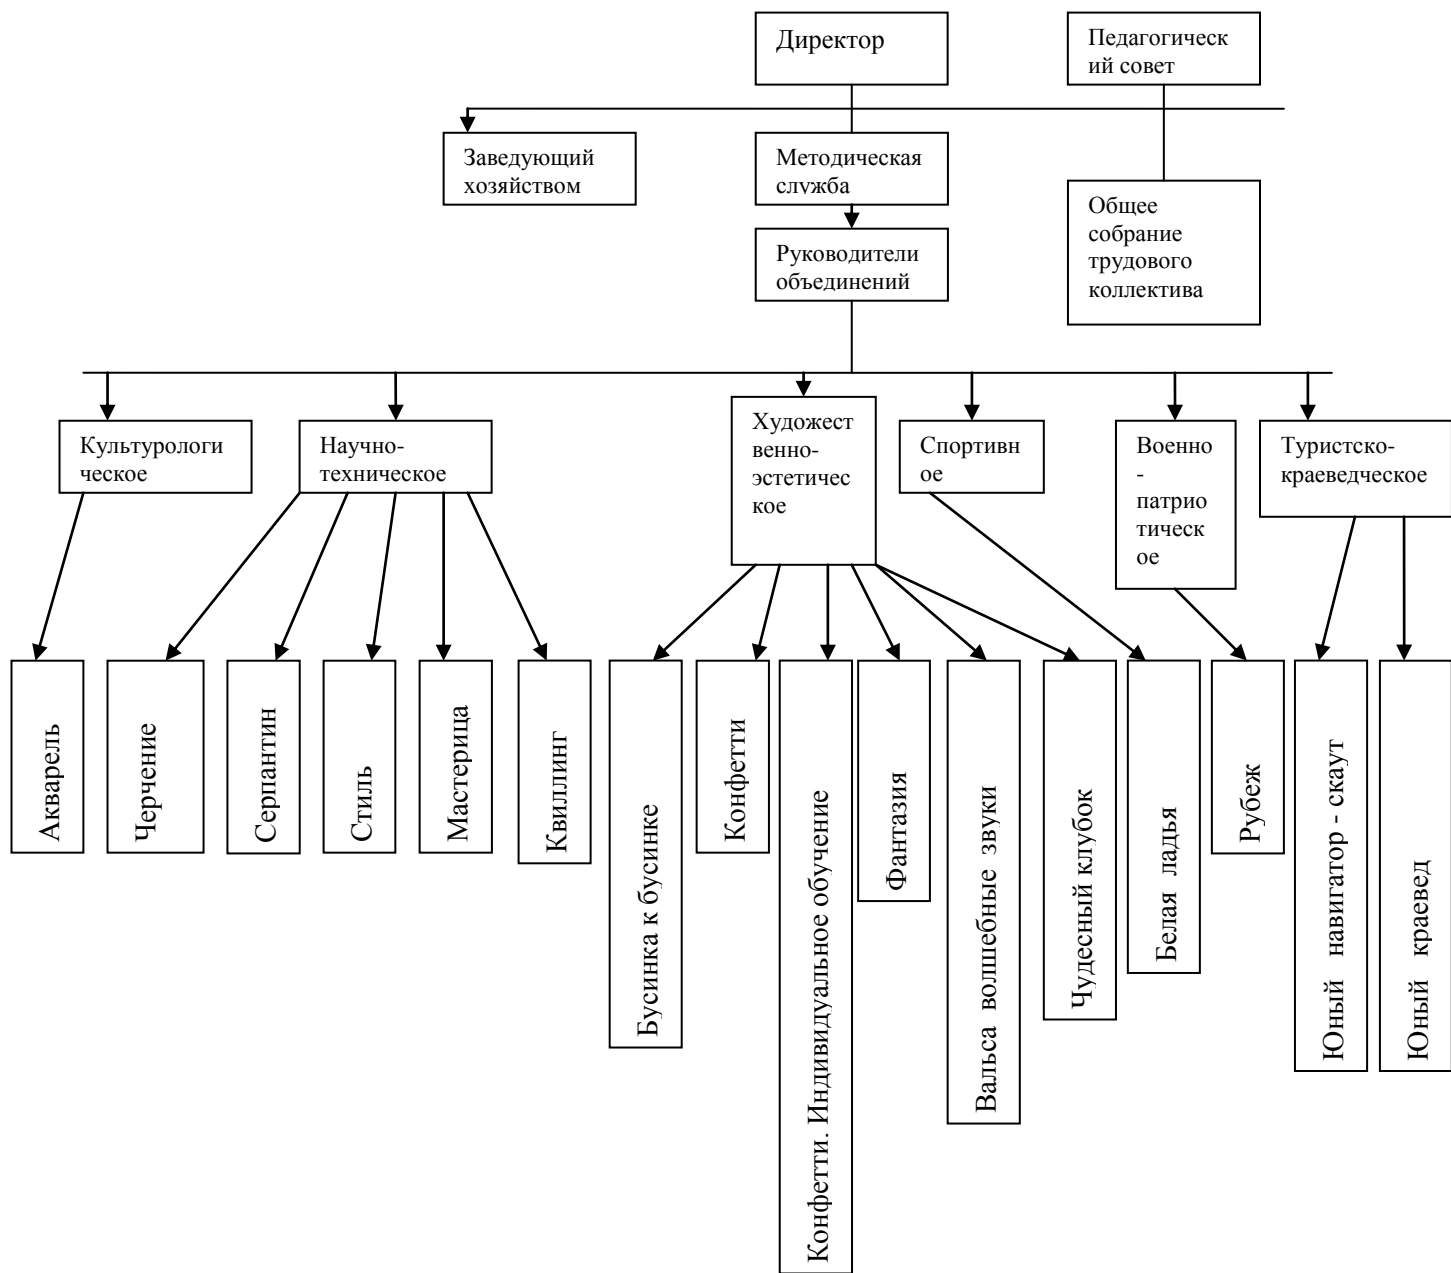 Директор
Педагогическ
ий совет
Заведующий
хозяйством
Методическая
служба
Общее
собрание
трудового
коллектива
Руководители
объединений
Культурологи
ческое
Научно-
техническое
Художест
венно-
эстетичес
кое
Спортивн
ое
Военно
-
патрио
тическ
ое
Туристско-
краеведческое
Акварель
Черчение
Серпантин
Стиль
Мастерица
Квиллинг
Бусинка к бусинке
Конфетти
Конфетти. Индивидуальное обучение
Фантазия
Вальса волшебные звуки
Чудесный клубок
Белая ладья
Рубеж
Юный навигатор - скаут
Юный краевед